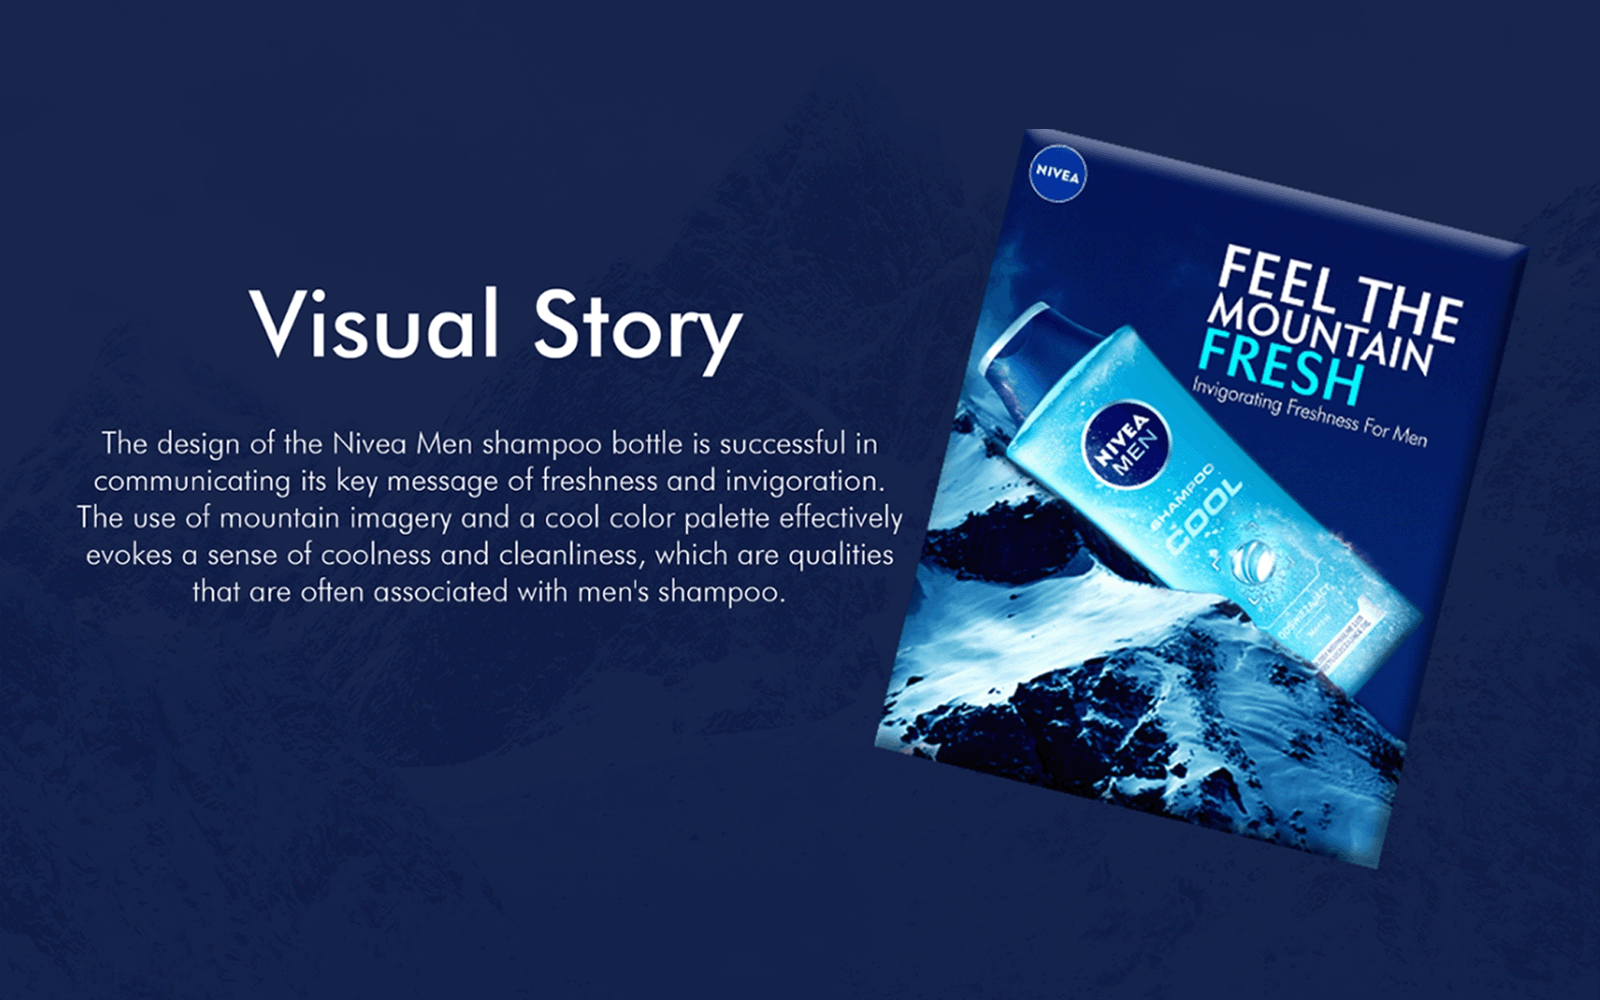 Visual Story
The design of the Nivea Men shampoo bottle is successful in
communicating its key message of freshness and invigoration.
The use of mountain imagery and a cool color palette effectively
evokes a sense of coolness and cleanliness, which are qualities
that are often associated with men's shampoo.
NIVEA
FEEL THE
MOUNTAIN
FRESH
Invigorating Freshness For Men
NIVEA
MEN
SHAMPOO
COOL